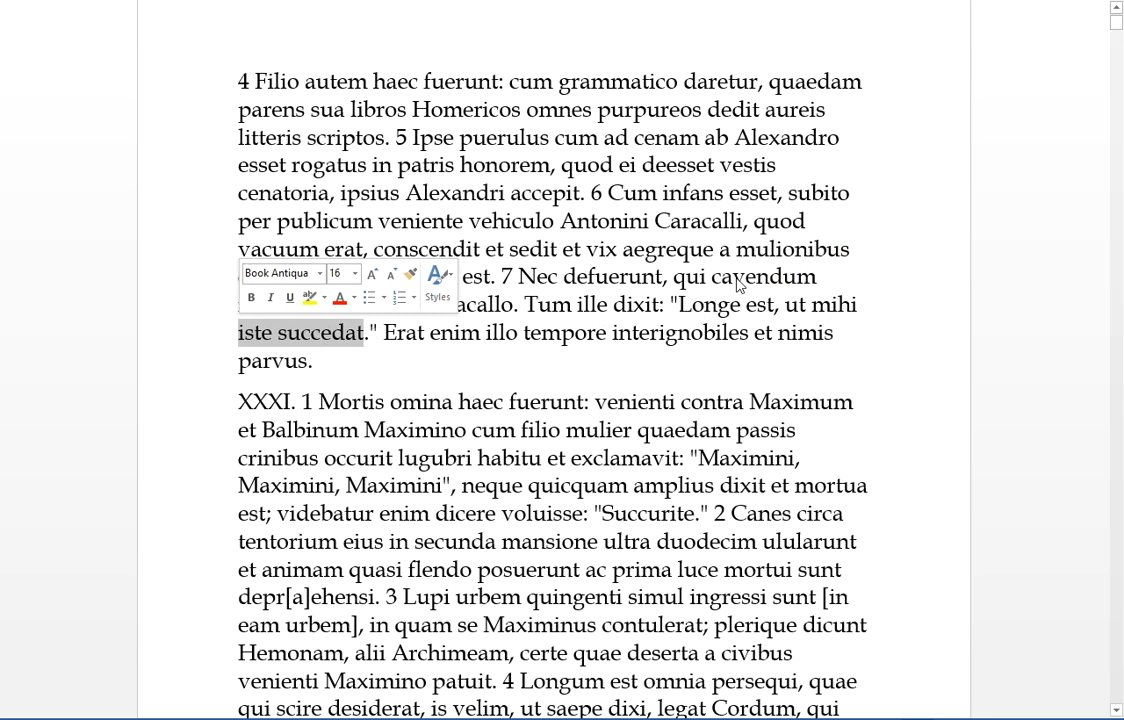 4 Filio autem haec fuerunt: cum grammatico daretur, quaedam
parens sua libros Homericos omnes purpureos dedit aureis
litteris scriptos. 5 Ipse puerulus cum ad cenam ab Alexandro
esset rogatus in patris honorem, quod ei deesset vestis
cenatoria, ipsius Alexandri accepit. 6 Cum infans esset, subito
per publicum veniente vehiculo Antonini Caracalli, quod
vacuum erat, conscendit et sedit et vix aegreque a mulionibus
Book Antiqua 16 A A A
est. 7 Nec defuerunt, qui cavendum
B I U ab A Styles
acallo. Tum ille dixit: "Longe est, ut mihi
iste succedat." Erat enim illo tempore interignobiles et nimis
parvus.
XXXI. 1 Mortis omina haec fuerunt: venienti contra Maximum
et Balbinum Maximino cum filio mulier quaedam passis
crinibus occurit lugubri habitu et exclamavit: "Maximini,
Maximini, Maximini", neque quicquam amplius dixit et mortua
est; videbatur enim dicere voluisse: "Succurite." 2 Canes circa
tentorium eius in secunda mansione ultra duodecim ulularunt
et animam quasi flendo posuerunt ac prima luce mortui sunt
depr[a]ehensi. 3 Lupi urbem quingenti simul ingressi sunt [in
eam urbem], in quam se Maximinus contulerat; plerique dicunt
Hemonam, alii Archimeam, certe quae deserta a civibus
venienti Maximino patuit. 4 Longum est omnia persequi, quae
qui scire desiderat, is velim, ut saepe dixi, legat Cordum, qui